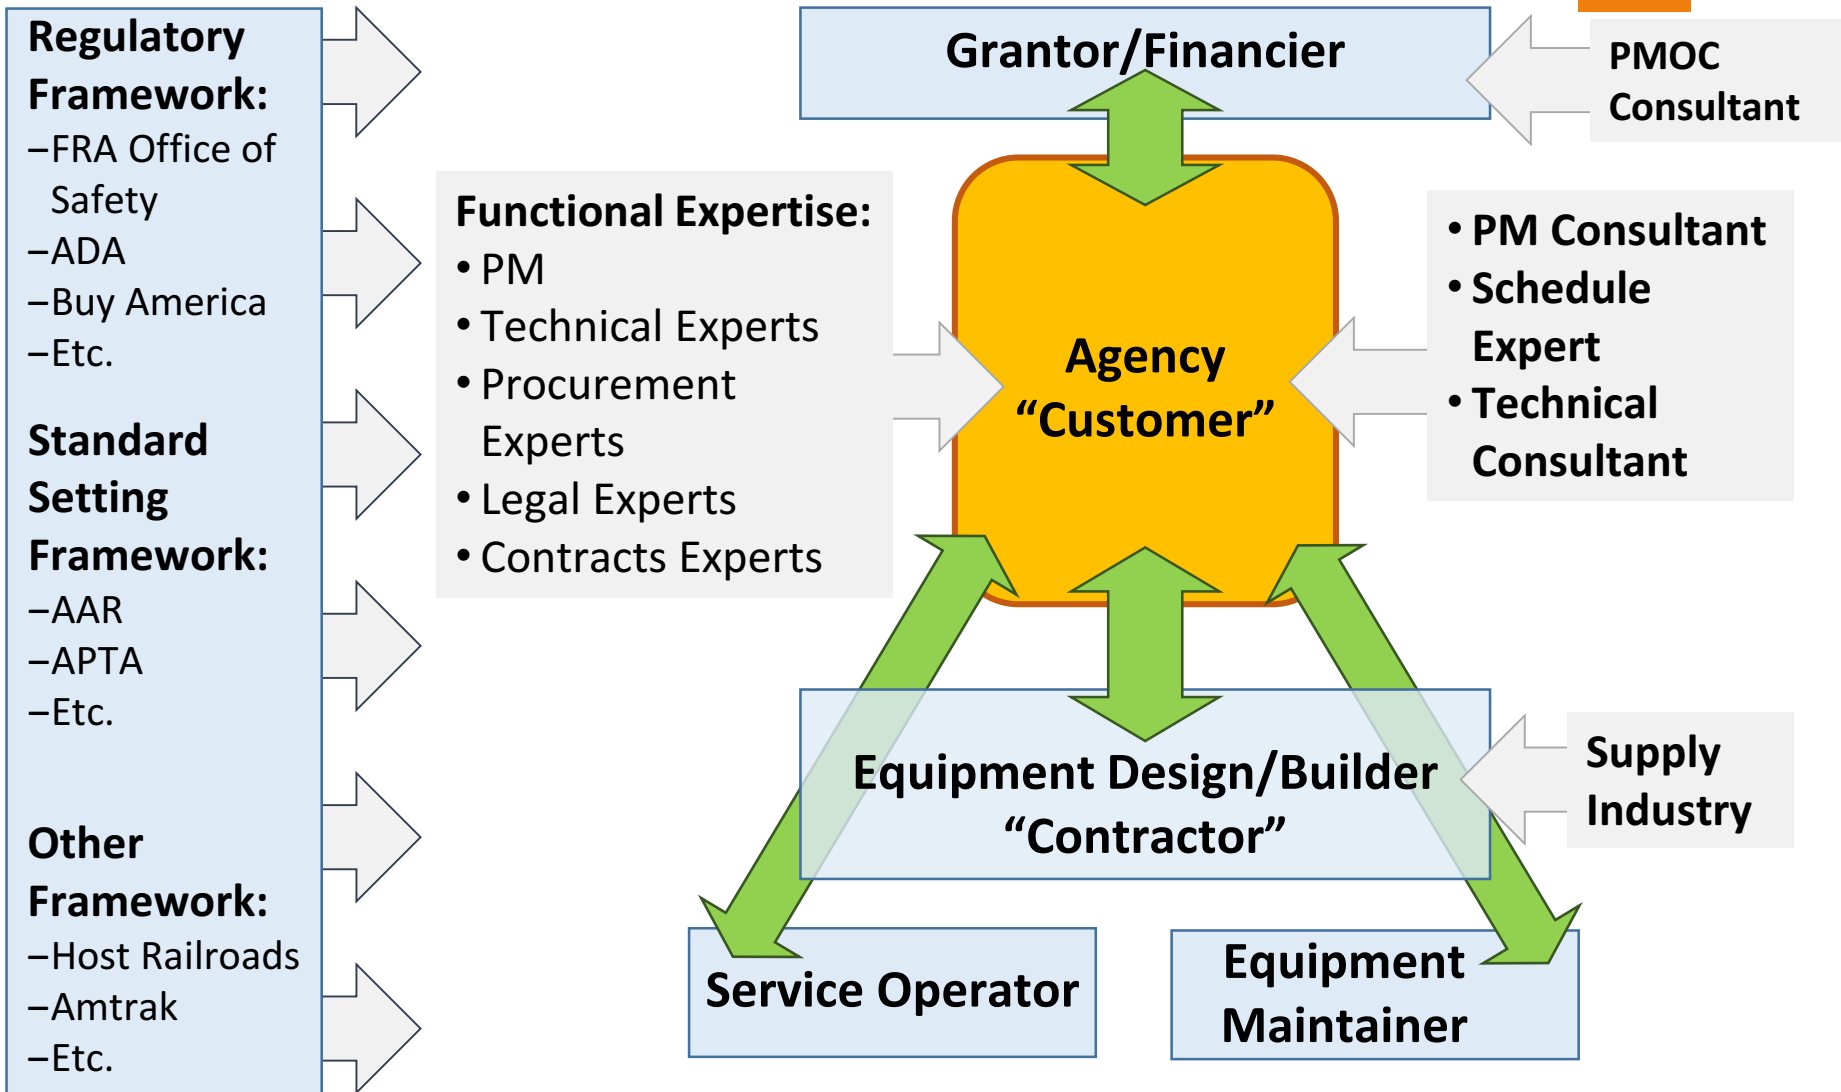 Regulatory
Framework:
–FRA Office of
Safety
–ADA
–Buy America
–Etc.
Standard
Setting
Framework:
–AAR
–APTA
–Etc.
Other
Framework:
–Host Railroads
–Amtrak
–Etc.
Functional Expertise:
• PM
• Technical Experts
• Procurement
Experts
• Legal Experts
• Contracts Experts
Grantor/Financier
PMOC
Consultant
Agency
“Customer”
• PM Consultant
• Schedule
Expert
• Technical
Consultant
Equipment Design/Builder
“Contractor”
Supply
Industry
Service Operator
Equipment
Maintainer